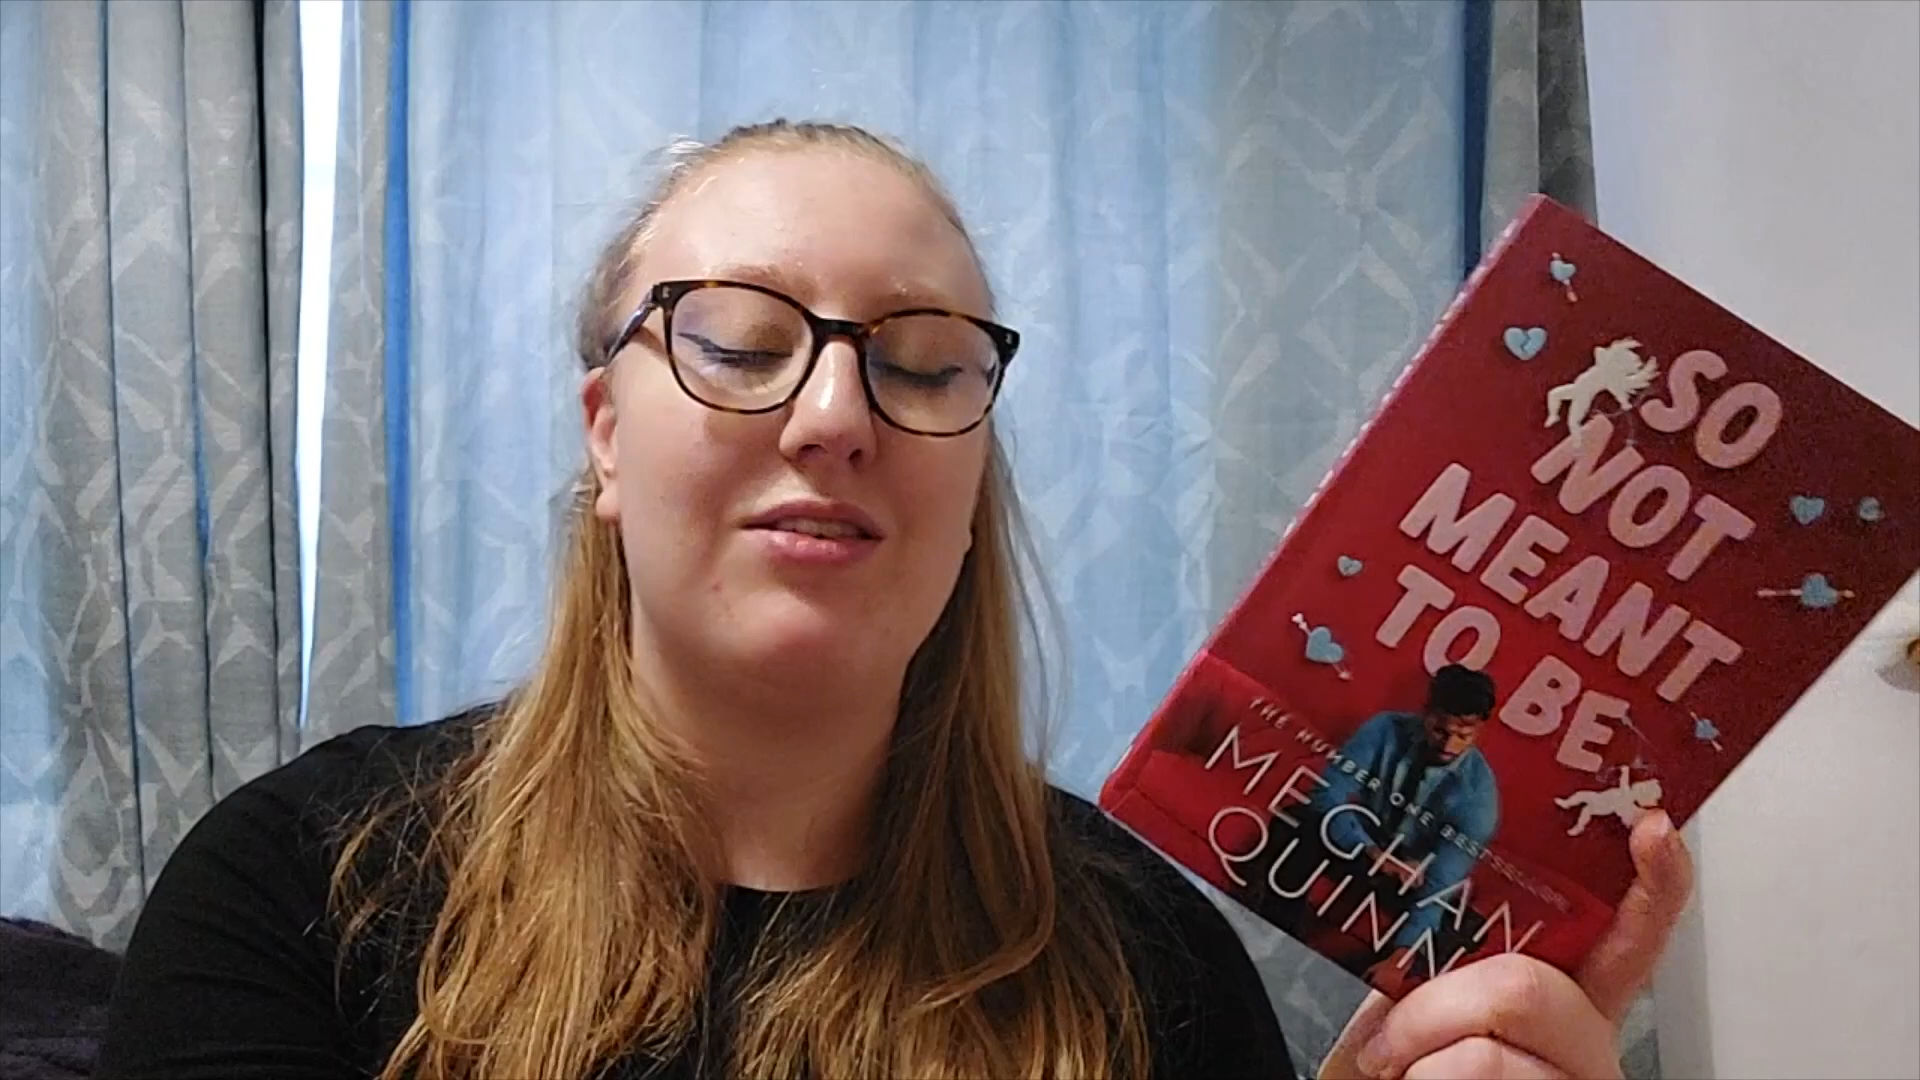 SO
NOT
MEANT
TO BE
THE NUMBER ONE BESTSELLER
MEGHAN
QUINN